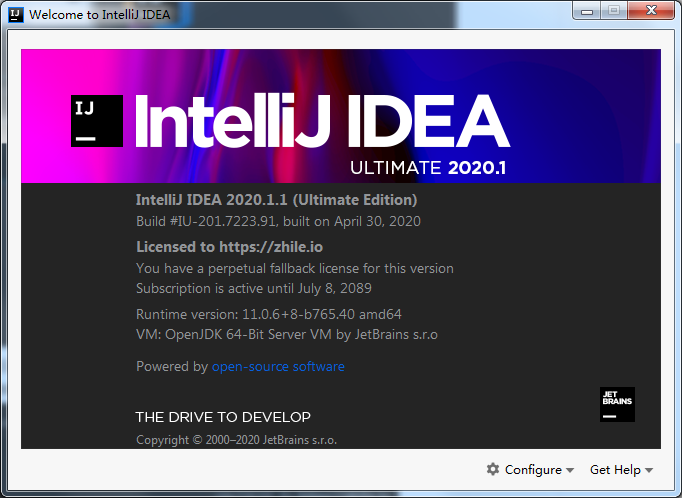 Welcome to IntelliJ IDEA
IJ
IntelliJ IDEA
ULTIMATE 2020.1
IntelliJ IDEA 2020.1.1 (Ultimate Edition)
Build #IU-201.7223.91, built on April 30, 2020
Licensed to https://zhile.io
You have a perpetual fallback license for this version
Subscription is active until July 8, 2089
Runtime version: 11.0.6+8-b765.40 amd64
VM: OpenJDK 64-Bit Server VM by JetBrains s.r.o
Powered by open-source software
JET
BRAINS
THE DRIVE TO DEVELOP
Copyright © 2000–2020 JetBrains s.r.o.
Configure
Get Help